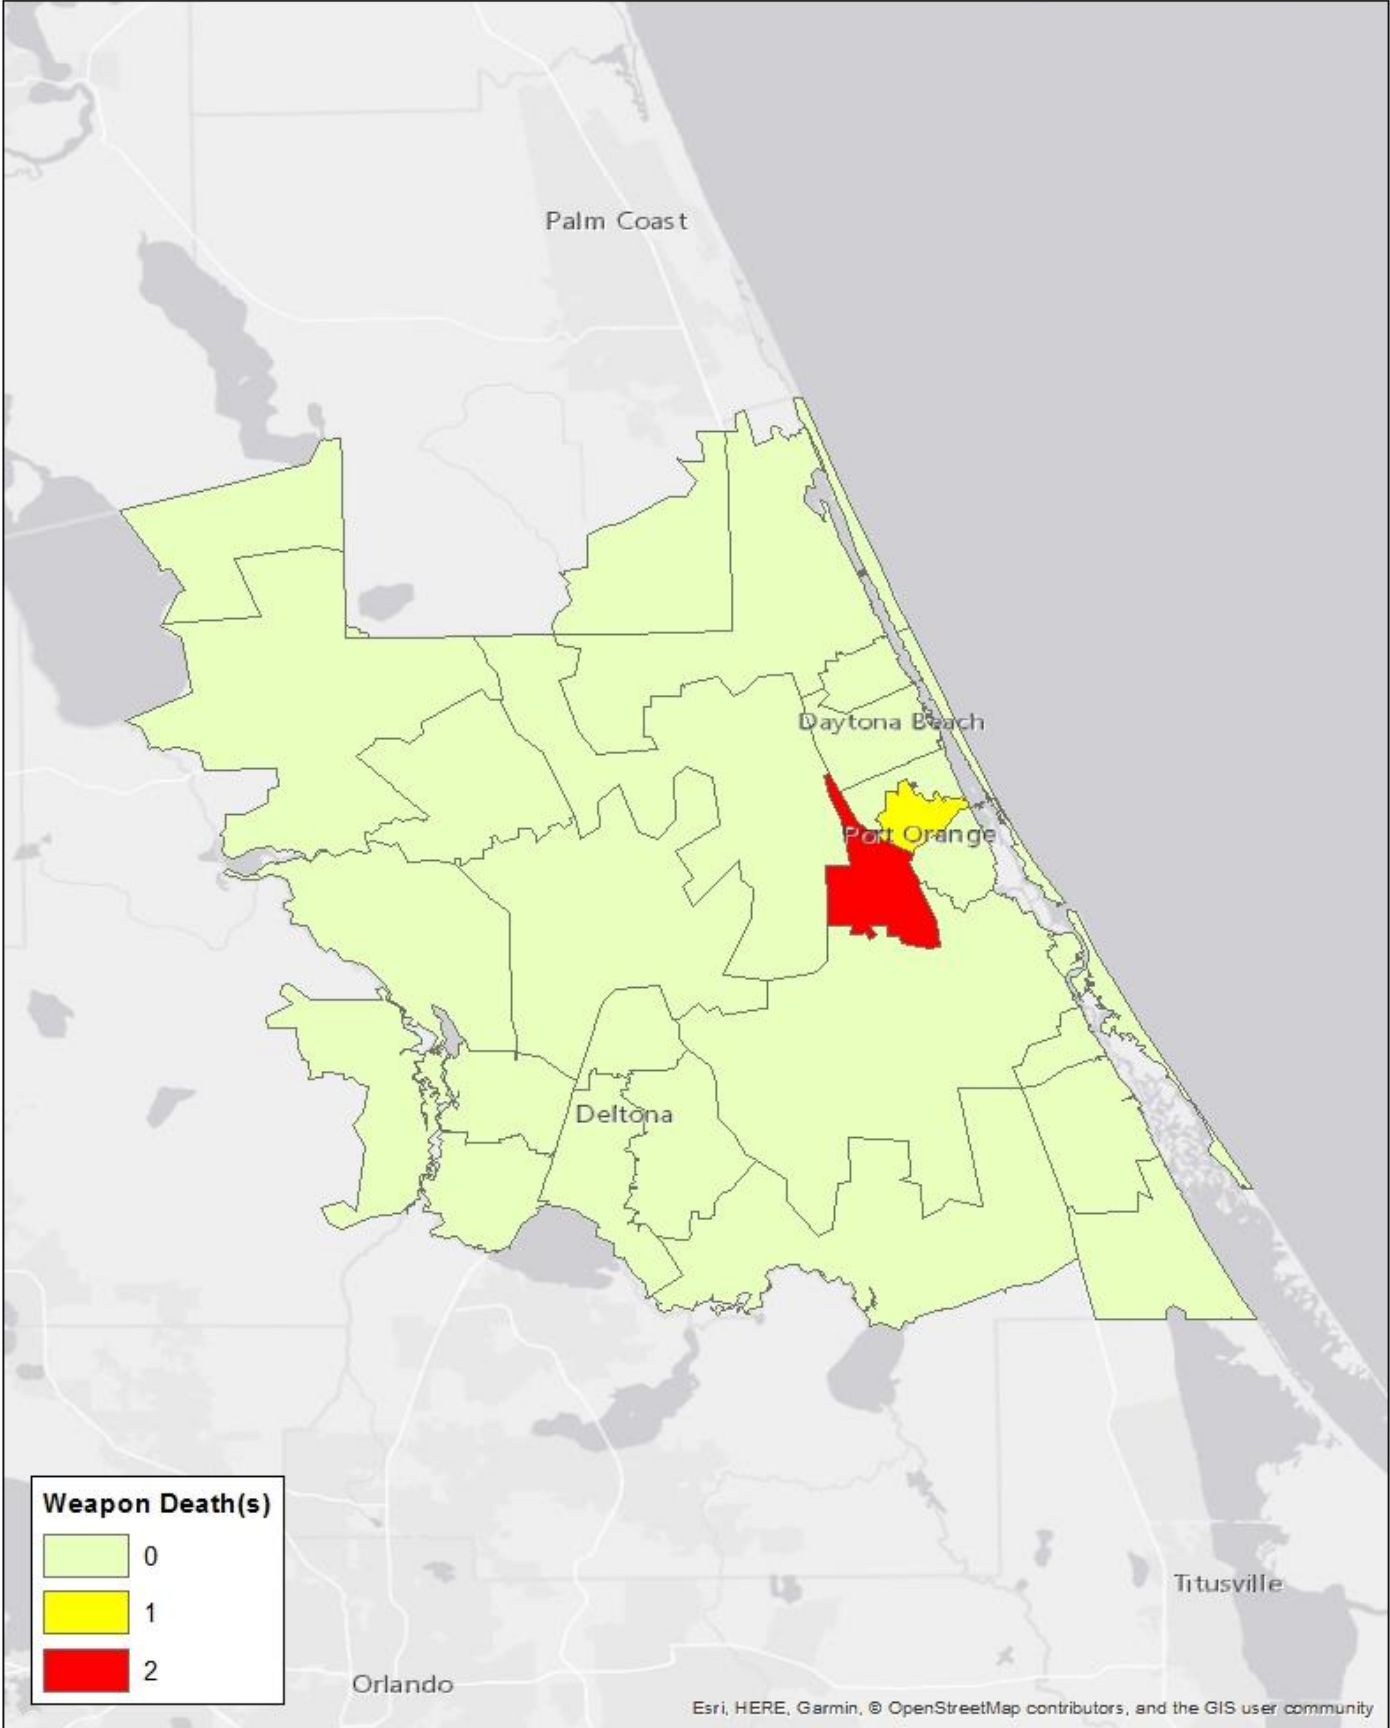 Palm Coast
Daytona Beach
Port Orange
Deltona
Weapon Death(s)
0
1
2
Titusville
Orlando
Esri, HERE, Garmin, © OpenStreetMap contributors, and the GIS user community